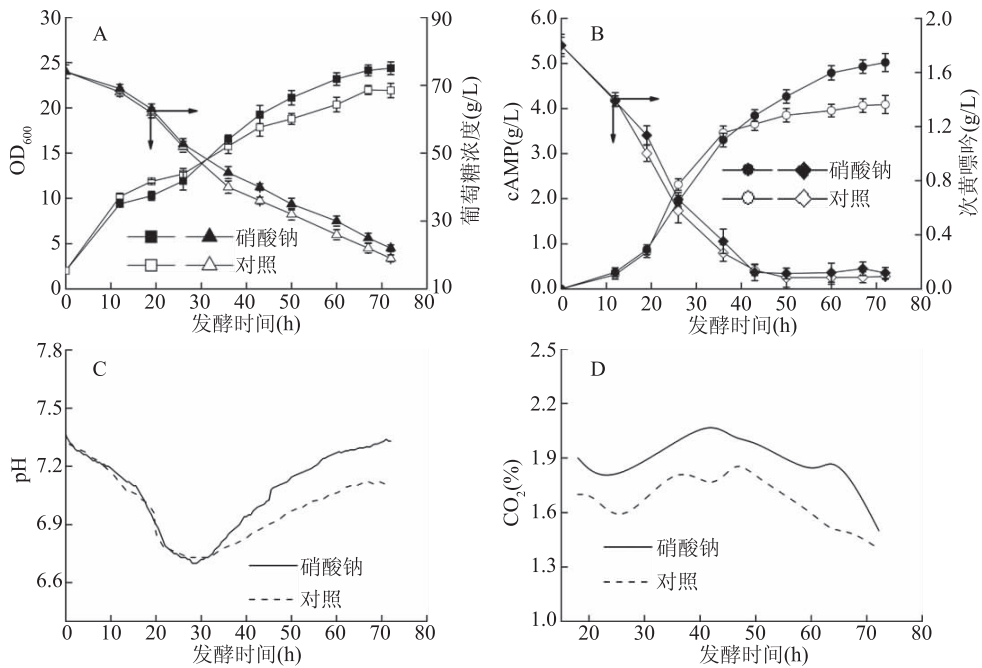 A
OD600
30
25
20
15
10
5
0
90
80
70
60
50
40
30
20
10
葡萄糖浓度(g/L)
硝酸钠
对照
0 10 20 30 40 50 60 70 80
发酵时间(h)
B
cAMP(g/L)
6.0
5.0
4.0
3.0
2.0
1.0
0.0
2.0
1.6
1.2
0.8
0.4
0.0
次黄嘌呤(g/L)
硝酸钠
对照
0 10 20 30 40 50 60 70 80
发酵时间(h)
C
pH
7.8
7.5
7.2
6.9
6.6
硝酸钠
对照
0 10 20 30 40 50 60 70 80
发酵时间(h)
D
CO2(%)
2.5
2.2
1.9
1.6
1.3
1.0
硝酸钠
对照
20 30 40 50 60 70 80
发酵时间(h)